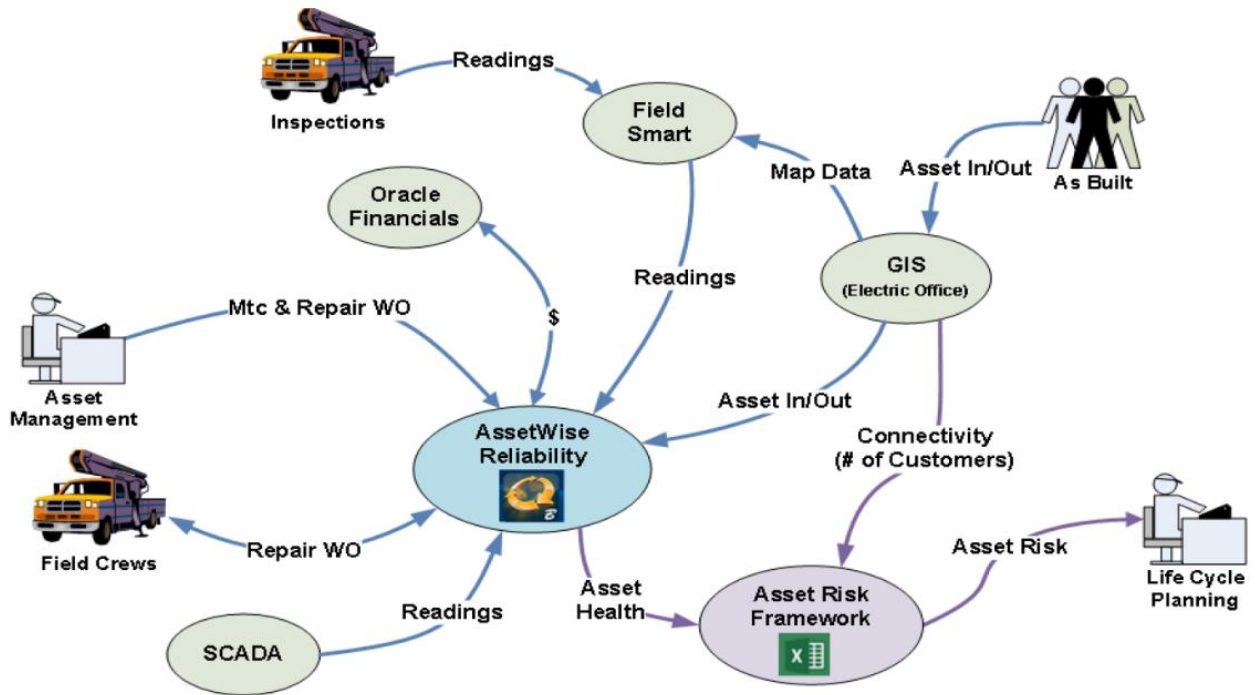 Readings
Inspections
Field
Smart
As Built
Asset In/Out
Map Data
Oracle
Financials
GIS
(Electric Office)
Readings
Mtc & Repair WO
$
Asset
Management
Asset In/Out
AssetWise
Reliability
Connectivity
(# of Customers)
Field Crews
Repair WO
Asset Risk
Life Cycle
Planning
Asset
Health
Asset Risk
Framework
X
Readings
SCADA